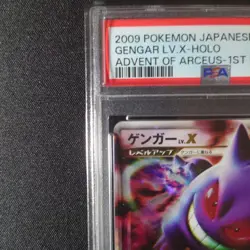 2009 POKEMON JAPANESE
GENGAR LV.X-HOLO
ADVENT OF ARCEUS-1ST
PSA
ゲンガー LV.X
レベルアップ